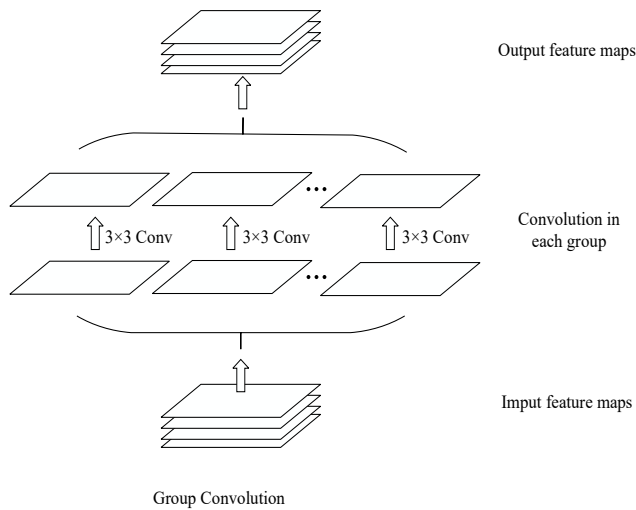 Output feature maps
...
3×3 Conv 3×3 Conv 3×3 Conv
Convolution in
each group
...
Imput feature maps
Group Convolution